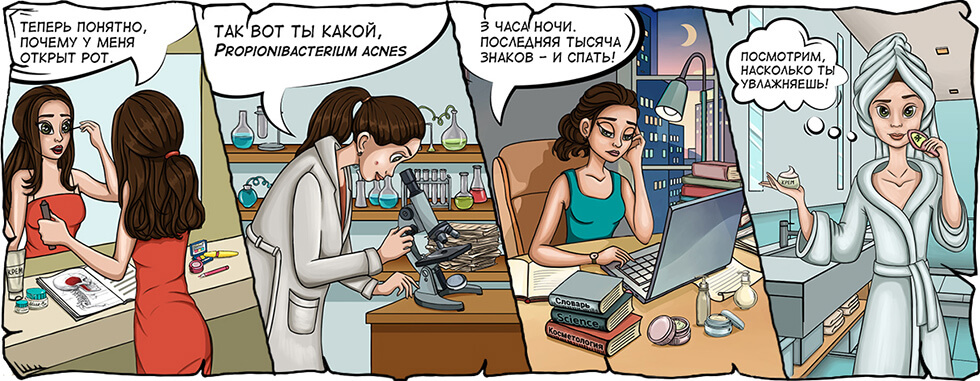 ТЕПЕРЬ ПОНЯТНО,
ПОЧЕМУ У МЕНЯ
ОТКРЫТ РОТ.
КРЕМ
ТАК ВОТ ТЫ КАКОЙ,
PROPIONIBACTERIUM ACNES
3 ЧАСА НОЧИ.
ПОСЛЕДНЯЯ ТЫСЯЧА
ЗНАКОВ – И СПАТЬ!
Словарь
Science
Косметология
ПОСМОТРИМ,
НАСКОЛЬКО ТЫ
УВЛАЖНЯЕШЬ!
КРЕМ